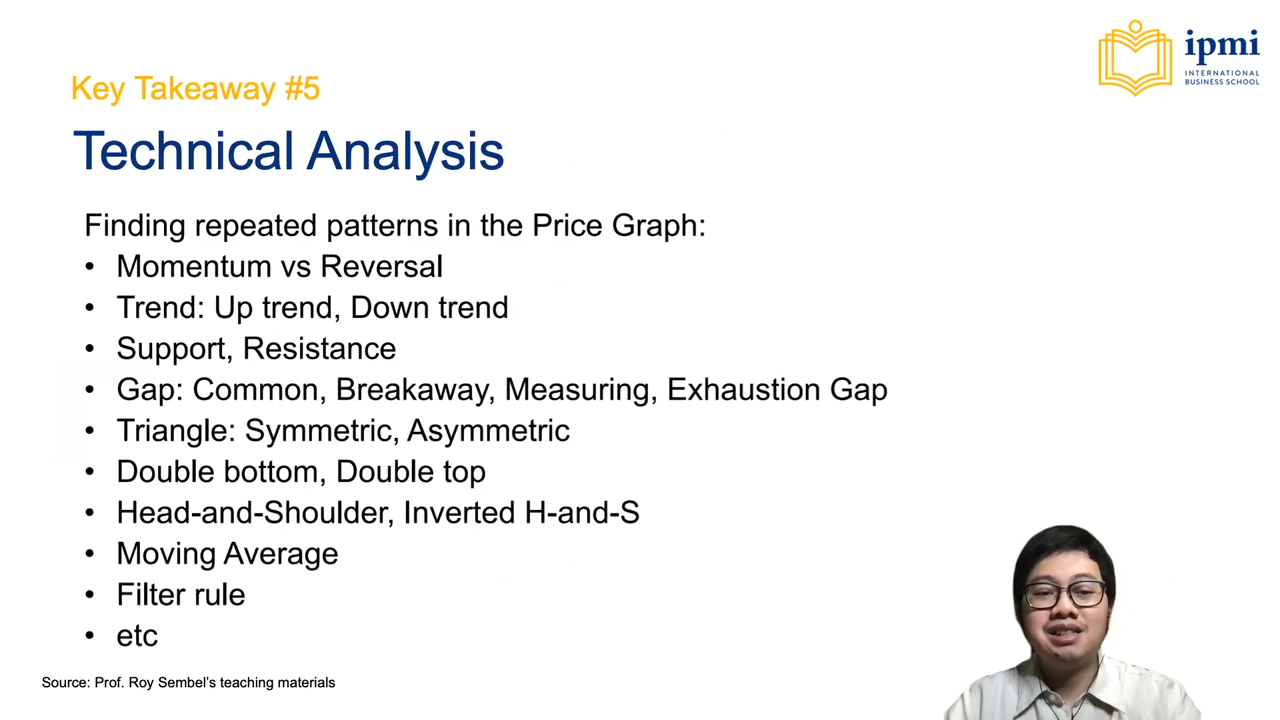 ipmi
INTERNATIONAL
BUSINESS SCHOOL
Key Takeaway #5
Technical Analysis
Finding repeated patterns in the Price Graph:
• Momentum vs Reversal
• Trend: Up trend, Down trend
• Support, Resistance
• Gap: Common, Breakaway, Measuring, Exhaustion Gap
• Triangle: Symmetric, Asymmetric
• Double bottom, Double top
• Head-and-Shoulder, Inverted H-and-S
• Moving Average
• Filter rule
• etc
Source: Prof. Roy Sembel's teaching materials